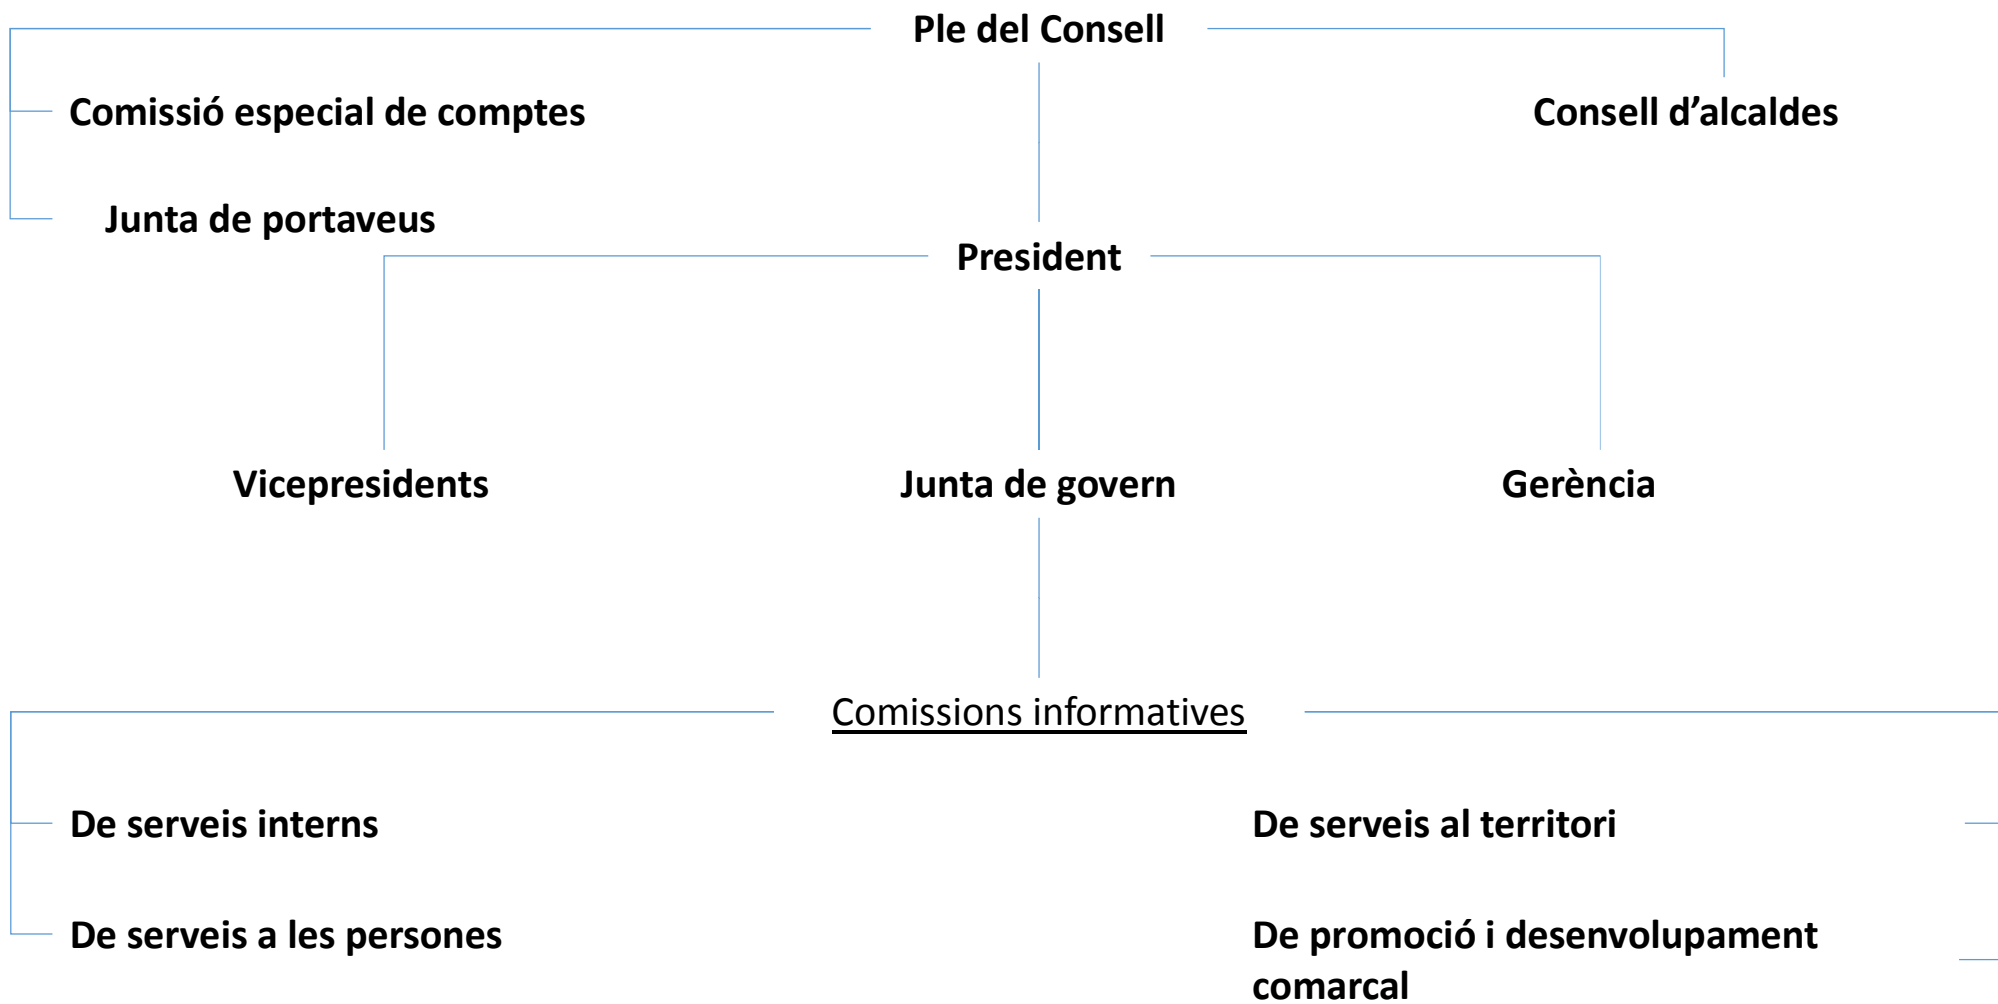 Ple del Consell
Comissió especial de comptes
Consell d’alcaldes
Junta de portaveus
President
Vicepresidents
Junta de govern
Gerència
Comissions informatives
De serveis interns
De serveis al territori
De serveis a les persones
De promoció i desenvolupament
comarcal